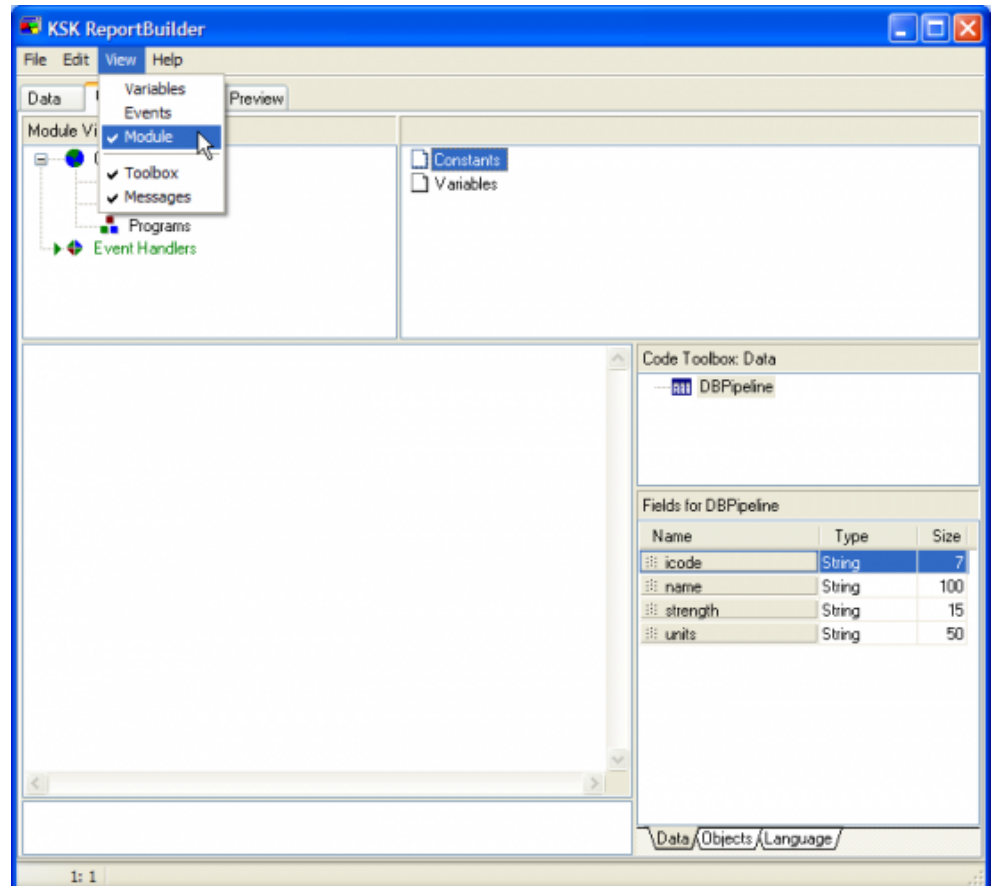 KSK ReportBuilder
File Edit View Help
Variables
Events
Module
Toolbox
Messages
Data Preview
Module Vi
Programs
Event Handlers
Constants
Variables
Code Toolbox: Data
DBPipeline
Fields for DBPipeline
Name Type Size
icode String 7
name String 100
strength String 15
units String 50
Data Objects Language
1: 1